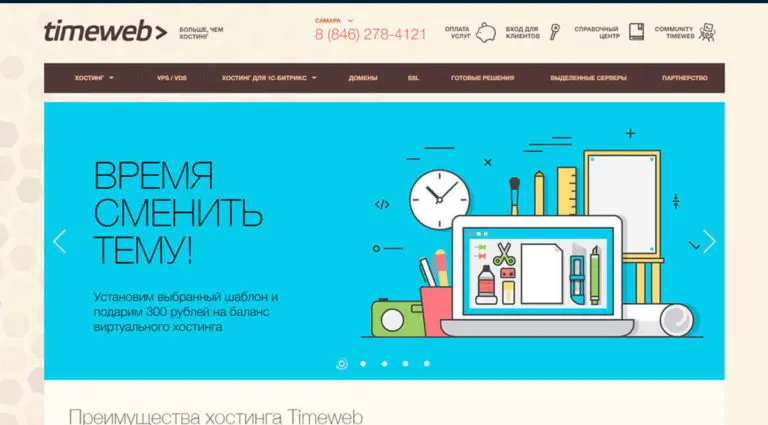 timeweb>
БОЛЬШЕ, ЧЕМ
ХОСТИНГ
САМАРА
8 (846) 278-4121
ОПЛАТА
УСЛУГ
ВХОД ДЛЯ
КЛИЕНТОВ
СПРАВОЧНЫЙ
ЦЕНТР
COMMUNITY
TIMEWEB
ХОСТИНГ
VPS / VDS
ХОСТИНГ ДЛЯ 1С-БИТРИКС
ДОМЕНЫ
SSL
ГОТОВЫЕ РЕШЕНИЯ
ВЫДЕЛЕННЫЕ СЕРВЕРЫ
ПАРТНЕРСТВО
ВРЕМЯ
СМЕНИТЬ
ТЕМУ!
</>
Установим выбранный шаблон и
подарим 300 рублей на баланс
виртуального хостинга
Преимущества хостинга Timeweb